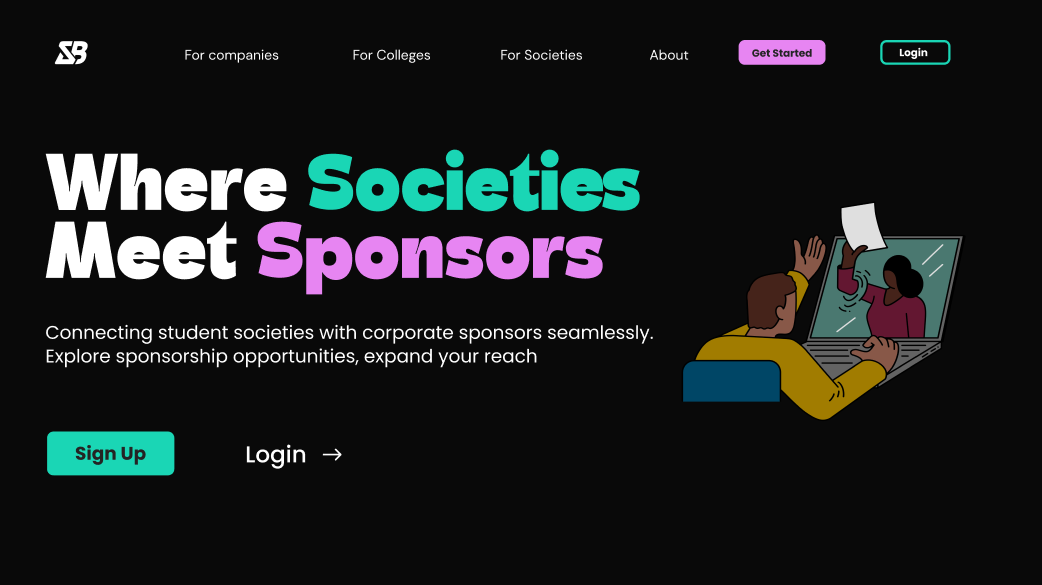 SB
For companies
For Colleges
For Societies
About
Get Started
Login
Where Societies
Meet Sponsors
Connecting student societies with corporate sponsors seamlessly.
Explore sponsorship opportunities, expand your reach
Sign Up
Login →